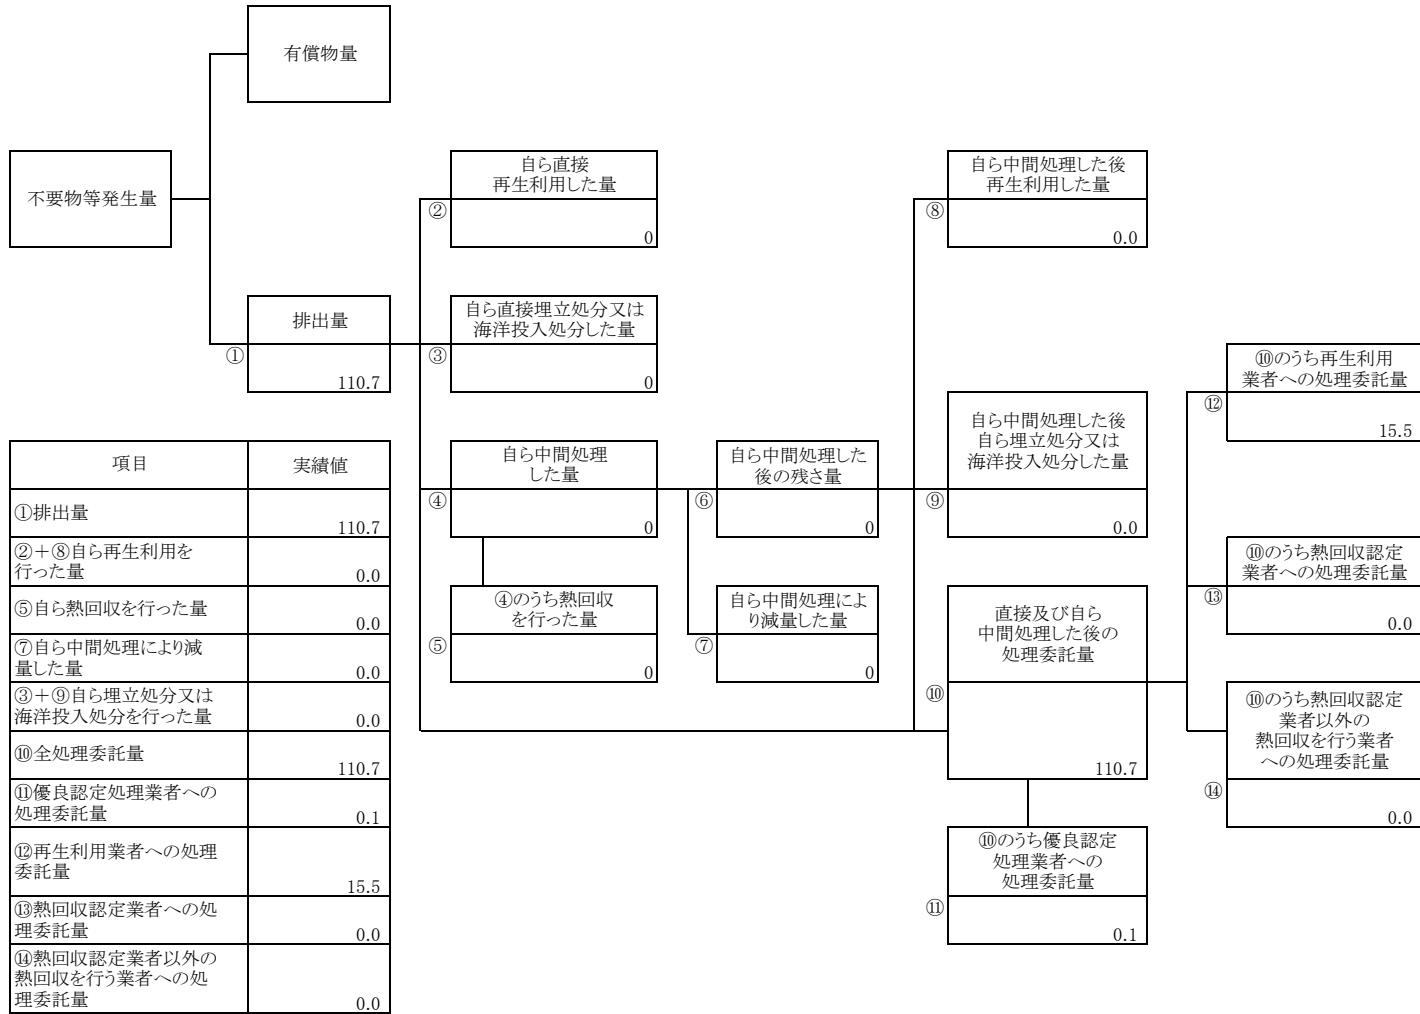 有償物量
不要物等発生量
①
排出量
110.7
②
自ら直接
再生利用した量
0
③
自ら直接埋立処分又は
海洋投入処分した量
0
④
自ら中間処理
した量
0
⑤
④のうち熱回収
を行った量
0
⑥
自ら中間処理した
後の残さ量
0
⑦
自ら中間処理によ
り減量した量
0
⑧
自ら中間処理した後
再生利用した量
0.0
⑨
自ら中間処理した後
自ら埋立処分又は
海洋投入処分した量
0.0
⑩
直接及び自ら
中間処理した後の
処理委託量
110.7
⑪
⑩のうち優良認定
処理業者への
処理委託量
0.1
⑫
⑩のうち再生利用
業者への処理委託量
15.5
⑬
⑩のうち熱回収認定
業者への処理委託量
0.0
⑭
⑩のうち熱回収認定
業者以外の
熱回収を行う業者
への処理委託量
0.0
項目 実績値
①排出量
110.7
②＋⑧自ら再生利用を
行った量 0.0
⑤自ら熱回収を行った量
0.0
⑦自ら中間処理により減
量した量 0.0
③＋⑨自ら埋立処分又は
海洋投入処分を行った量 0.0
⑩全処理委託量
110.7
⑪優良認定処理業者への
処理委託量 0.1
⑫再生利用業者への処理
委託量
15.5
⑬熱回収認定業者への処
理委託量 0.0
⑭熱回収認定業者以外の
熱回収を行う業者への処
理委託量 0.0